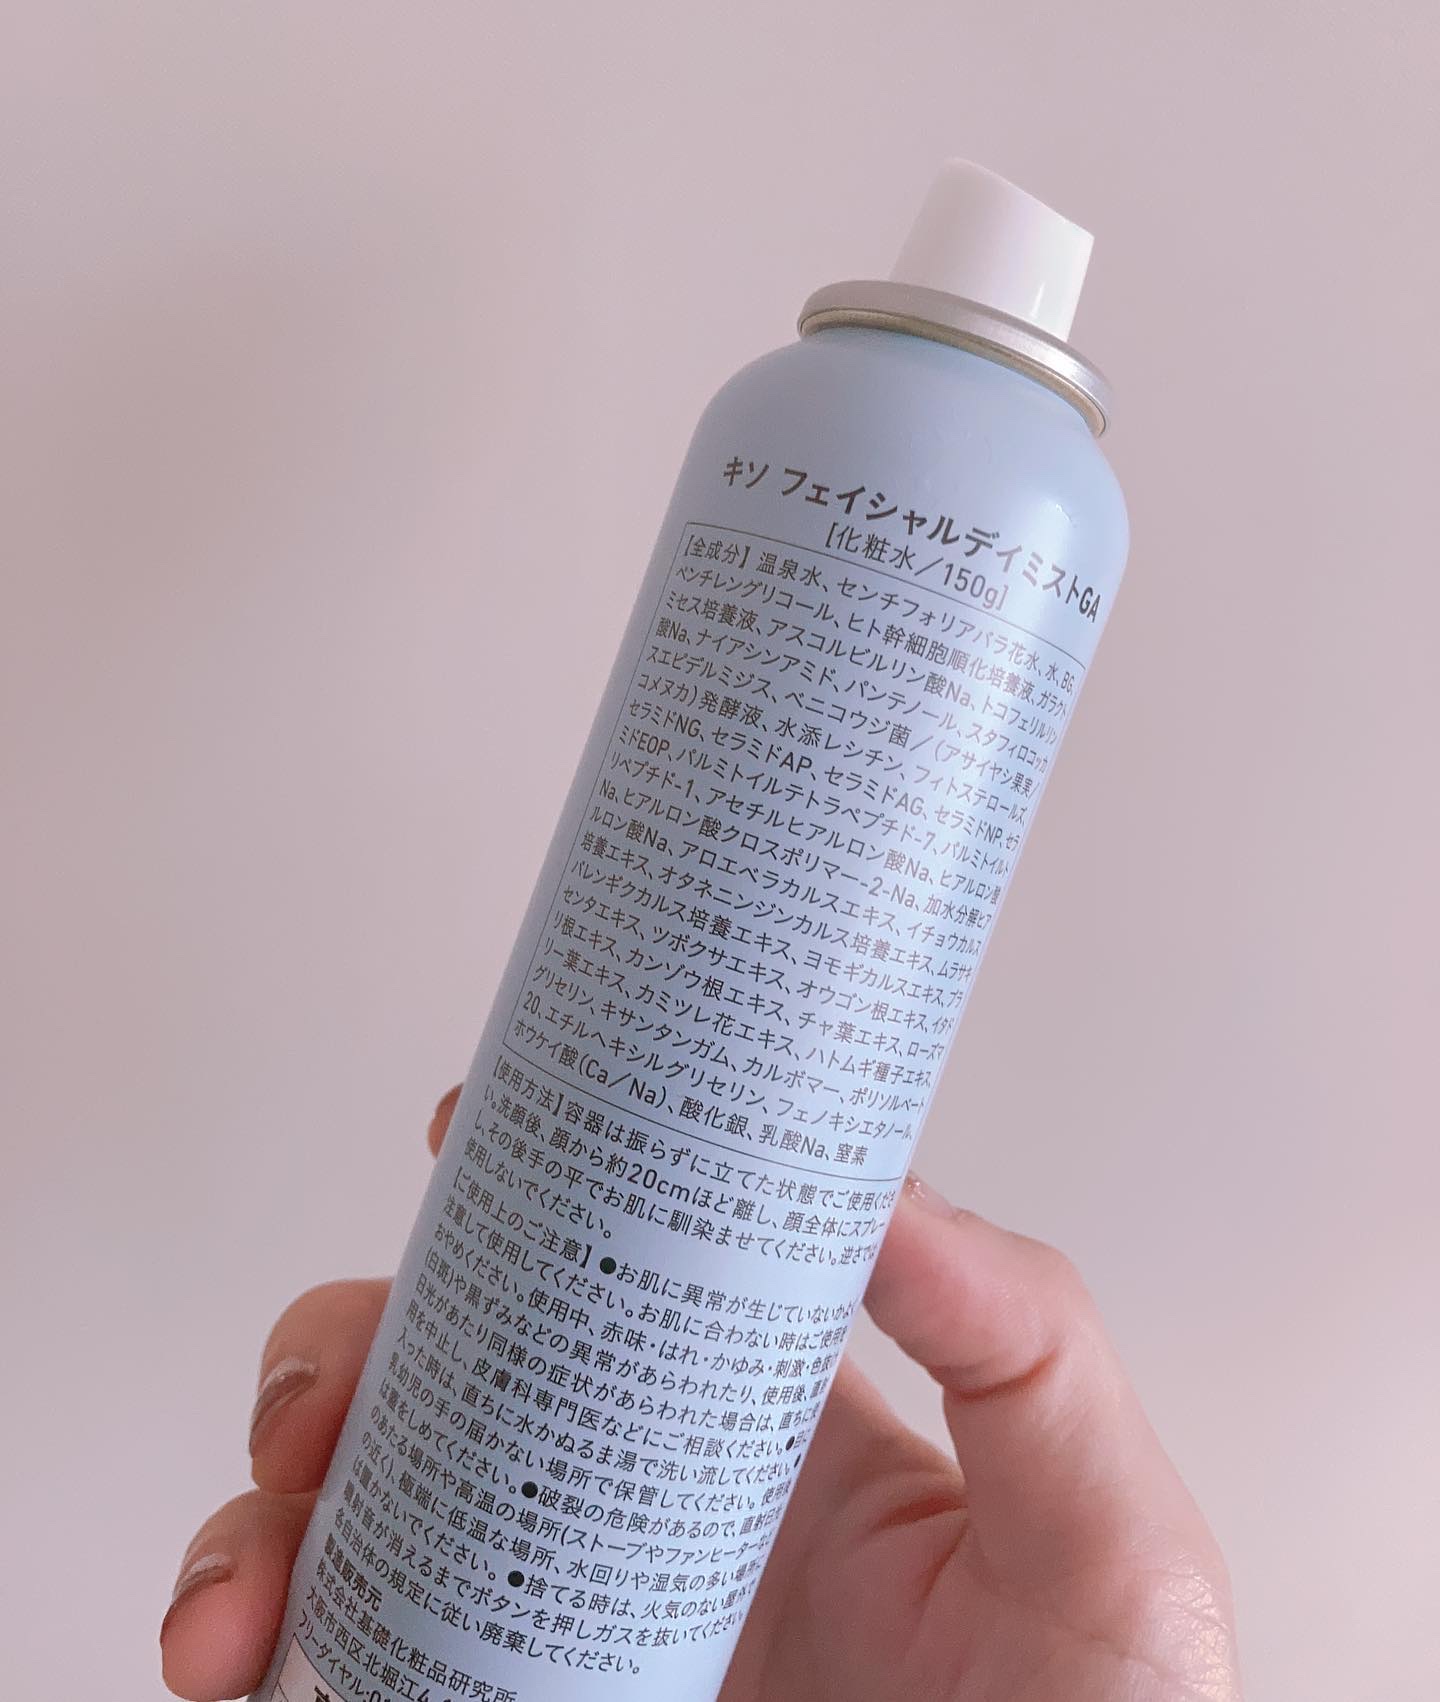 キソ フェイシャルデイミストGA
[化粧水／150g]
【全成分】温泉水、センチフォリアバラ花水、水、BG、
ペンチレングリコール、ヒト幹細胞順化培養液、ガラクト
ミセス培養液、アスコルビルリン酸Na、トコフェリルリン
酸Na、ナイアシンアミド、パンテノール、スタフィロコッカ
スエピデルミジス、ベニコウジ菌／（アサイヤシ果実／
コメヌカ）発酵液、水添レシチン、フィトステロールズ、
セラミドNG、セラミドAP、セラミドAG、セラミドNP、セラ
ミドEOP、パルミトイルテトラペプチド-7、パルミトイルト
リペプチド-1、アセチルヒアルロン酸Na、ヒアルロン酸
Na、ヒアルロン酸クロスポリマー-2-Na、加水分解ヒア
ルロン酸Na、アロエベラカルスエキス、イチョウカルス
培養エキス、オタネニンジンカルス培養エキス、ムラサキ
バレンギクカルス培養エキス、ヨモギカルスエキス、プラ
センタエキス、ツボクサエキス、オウゴン根エキス、イタド
リ根エキス、カンゾウ根エキス、チャ葉エキス、ローズマ
リー葉エキス、カミツレ花エキス、ハトムギ種子エキス、
グリセリン、キサンタンガム、カルボマー、ポリソルベート
20、エチルヘキシルグリセリン、フェノキシエタノール、
ホウケイ酸（Ca／Na）、酸化銀、乳酸Na、窒素
【使用方法】容器は振らずに立てた状態でご使用くださ
い。洗顔後、顔から約20cmほど離し、顔全体にスプレー
し、その後手の平でお肌に馴染ませてください。逆さでは
使用しないでください。
【ご使用上のご注意】●お肌に異常が生じていないかよく
注意して使用してください。お肌に合わない時はご使用を
おやめください。使用中、赤味・はれ・かゆみ・刺激・色抜け
(白斑)や黒ずみなどの異常があらわれたり、使用後、直射
日光があたり同様の症状があらわれた場合は、直ちに使
用を中止し、皮膚科専門医などにご相談ください。●目に
入った時は、直ちに水かぬるま湯で洗い流してください。●
乳幼児の手の届かない場所で保管してください。使用後
は蓋をしめてください。●破裂の危険があるので、直射日光
のあたる場所や高温の場所(ストーブやファンヒーターなど
の近く)、極端に低温な場所、水回りや湿気の多い場所に
は置かないでください。●捨てる時は、火気のない屋外で
噴射音が消えるまでボタンを押しガスを抜いてください。
各自治体の規定に従い廃棄してください。
製造販売元
株式会社基礎化粧品研究所
大阪市西区北堀江4
フリーダイヤル:01